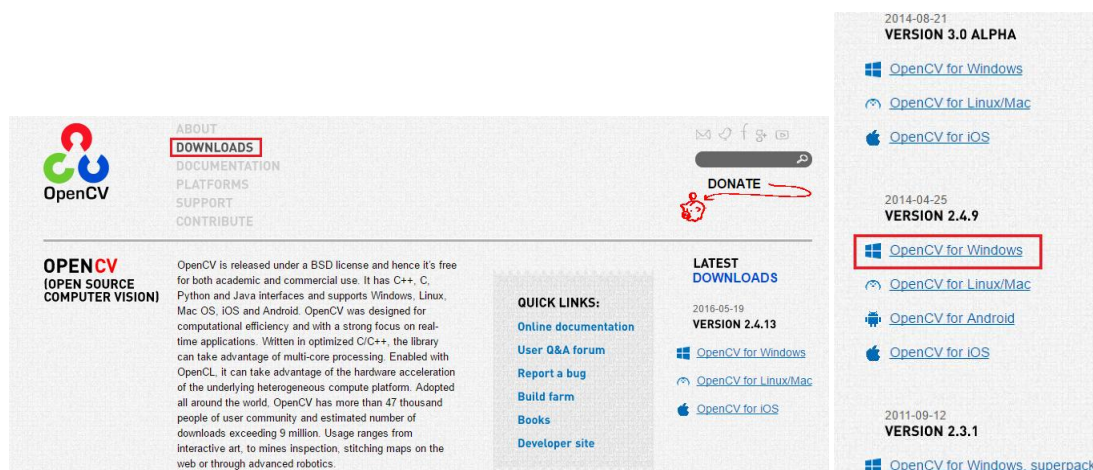 OpenCV
ABOUT
DOWNLOADS
DOCUMENTATION
PLATFORMS
SUPPORT
CONTRIBUTE
DONATE
OPENCV
(OPEN SOURCE
COMPUTER VISION)
OpenCV is released under a BSD license and hence it's free
for both academic and commercial use. It has C++, C,
Python and Java interfaces and supports Windows, Linux,
Mac OS, iOS and Android. OpenCV was designed for
computational efficiency and with a strong focus on real-
time applications. Written in optimized C/C++, the library
can take advantage of multi-core processing. Enabled with
OpenCL, it can take advantage of the hardware acceleration
of the underlying heterogeneous compute platform. Adopted
all around the world, OpenCV has more than 47 thousand
people of user community and estimated number of
downloads exceeding 9 million. Usage ranges from
interactive art, to mines inspection, stitching maps on the
web or through advanced robotics.
QUICK LINKS:
Online documentation
User Q&A forum
Report a bug
Build farm
Books
Developer site
LATEST
DOWNLOADS
2016-05-19
VERSION 2.4.13
OpenCV for Windows
OpenCV for Linux/Mac
OpenCV for iOS
2014-08-21
VERSION 3.0 ALPHA
OpenCV for Windows
OpenCV for Linux/Mac
OpenCV for iOS
2014-04-25
VERSION 2.4.9
OpenCV for Windows
OpenCV for Linux/Mac
OpenCV for Android
OpenCV for iOS
2011-09-12
VERSION 2.3.1
OpenCV for Windows, superpack